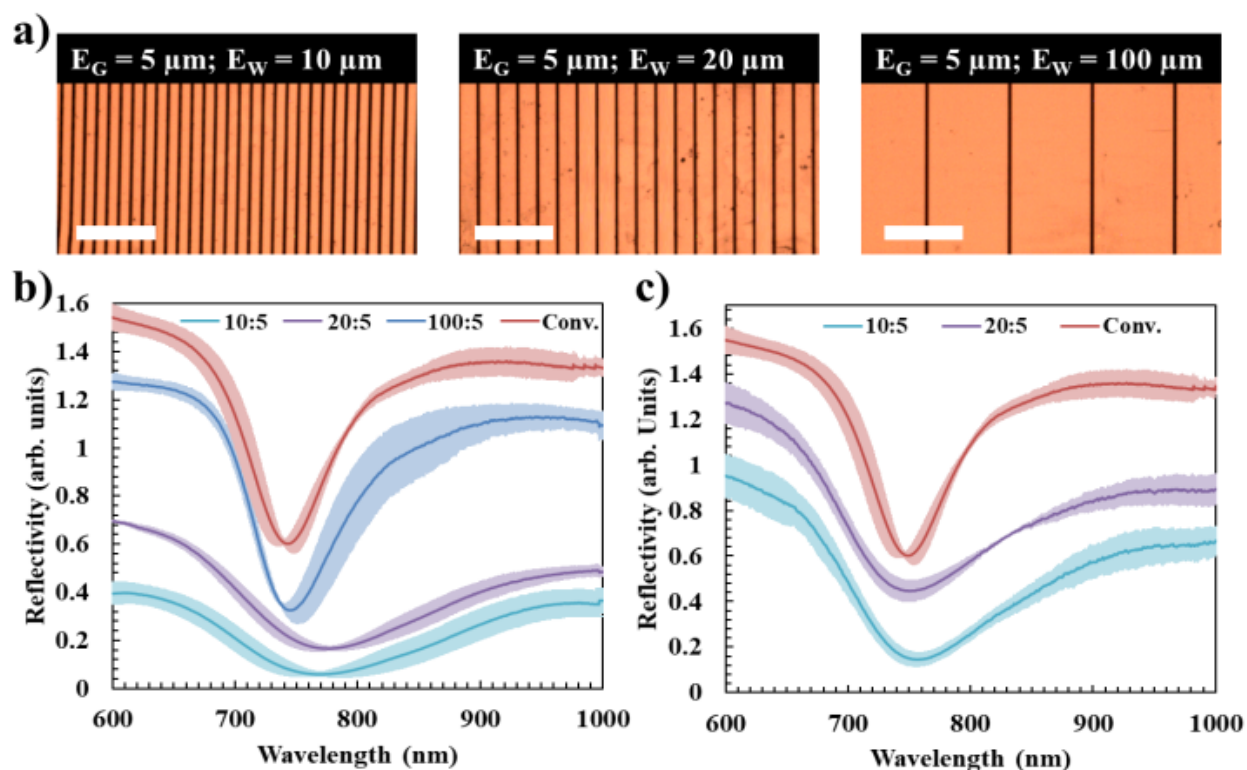 a)
E_G = 5 µm; E_W = 10 µm
E_G = 5 µm; E_W = 20 µm
E_G = 5 µm; E_W = 100 µm
b)
10:5 20:5 100:5 Conv.
Reflectivity (arb. units)
1.6
1.4
1.2
1
0.8
0.6
0.4
0.2
0
600 700 800 900 1000
Wavelength (nm)
c)
10:5 20:5 Conv.
Reflectivity (arb. Units)
1.6
1.4
1.2
1
0.8
0.6
0.4
0.2
0
600 700 800 900 1000
Wavelength (nm)